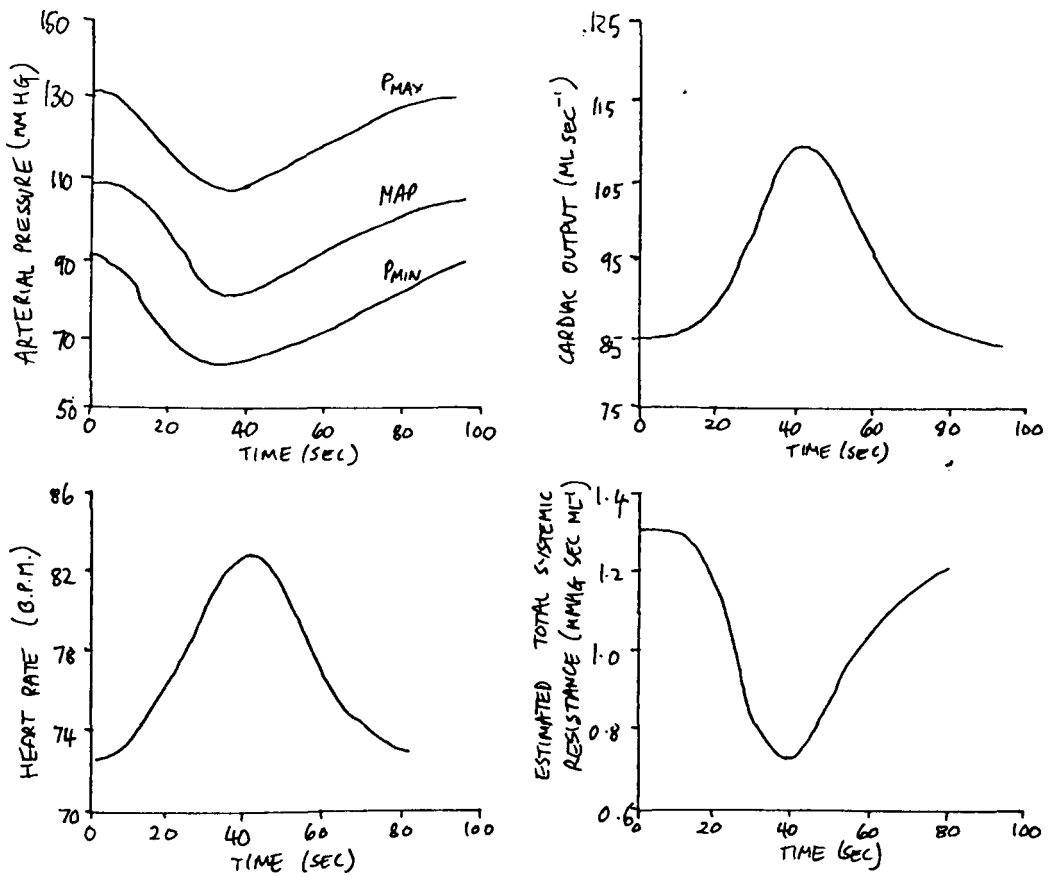 150
130
110
90
70
50
ARTERIAL PRESSURE (MMHG)
PMAX
MAP
PMIN
0 20 40 60 80 100
TIME (SEC)
.125
115
105
95
85
75
CARDIAC OUTPUT (ML SEC⁻¹)
0 20 40 60 80 100
TIME (SEC)
86
82
78
74
70
HEART RATE (B.P.M.)
0 20 40 60 80 100
TIME (SEC)
1.4
1.2
1.0
0.8
0.6
ESTIMATED TOTAL SYSTEMIC
RESISTANCE (MMHG SEC ML⁻¹)
0 20 40 60 80 100
TIME (SEC)